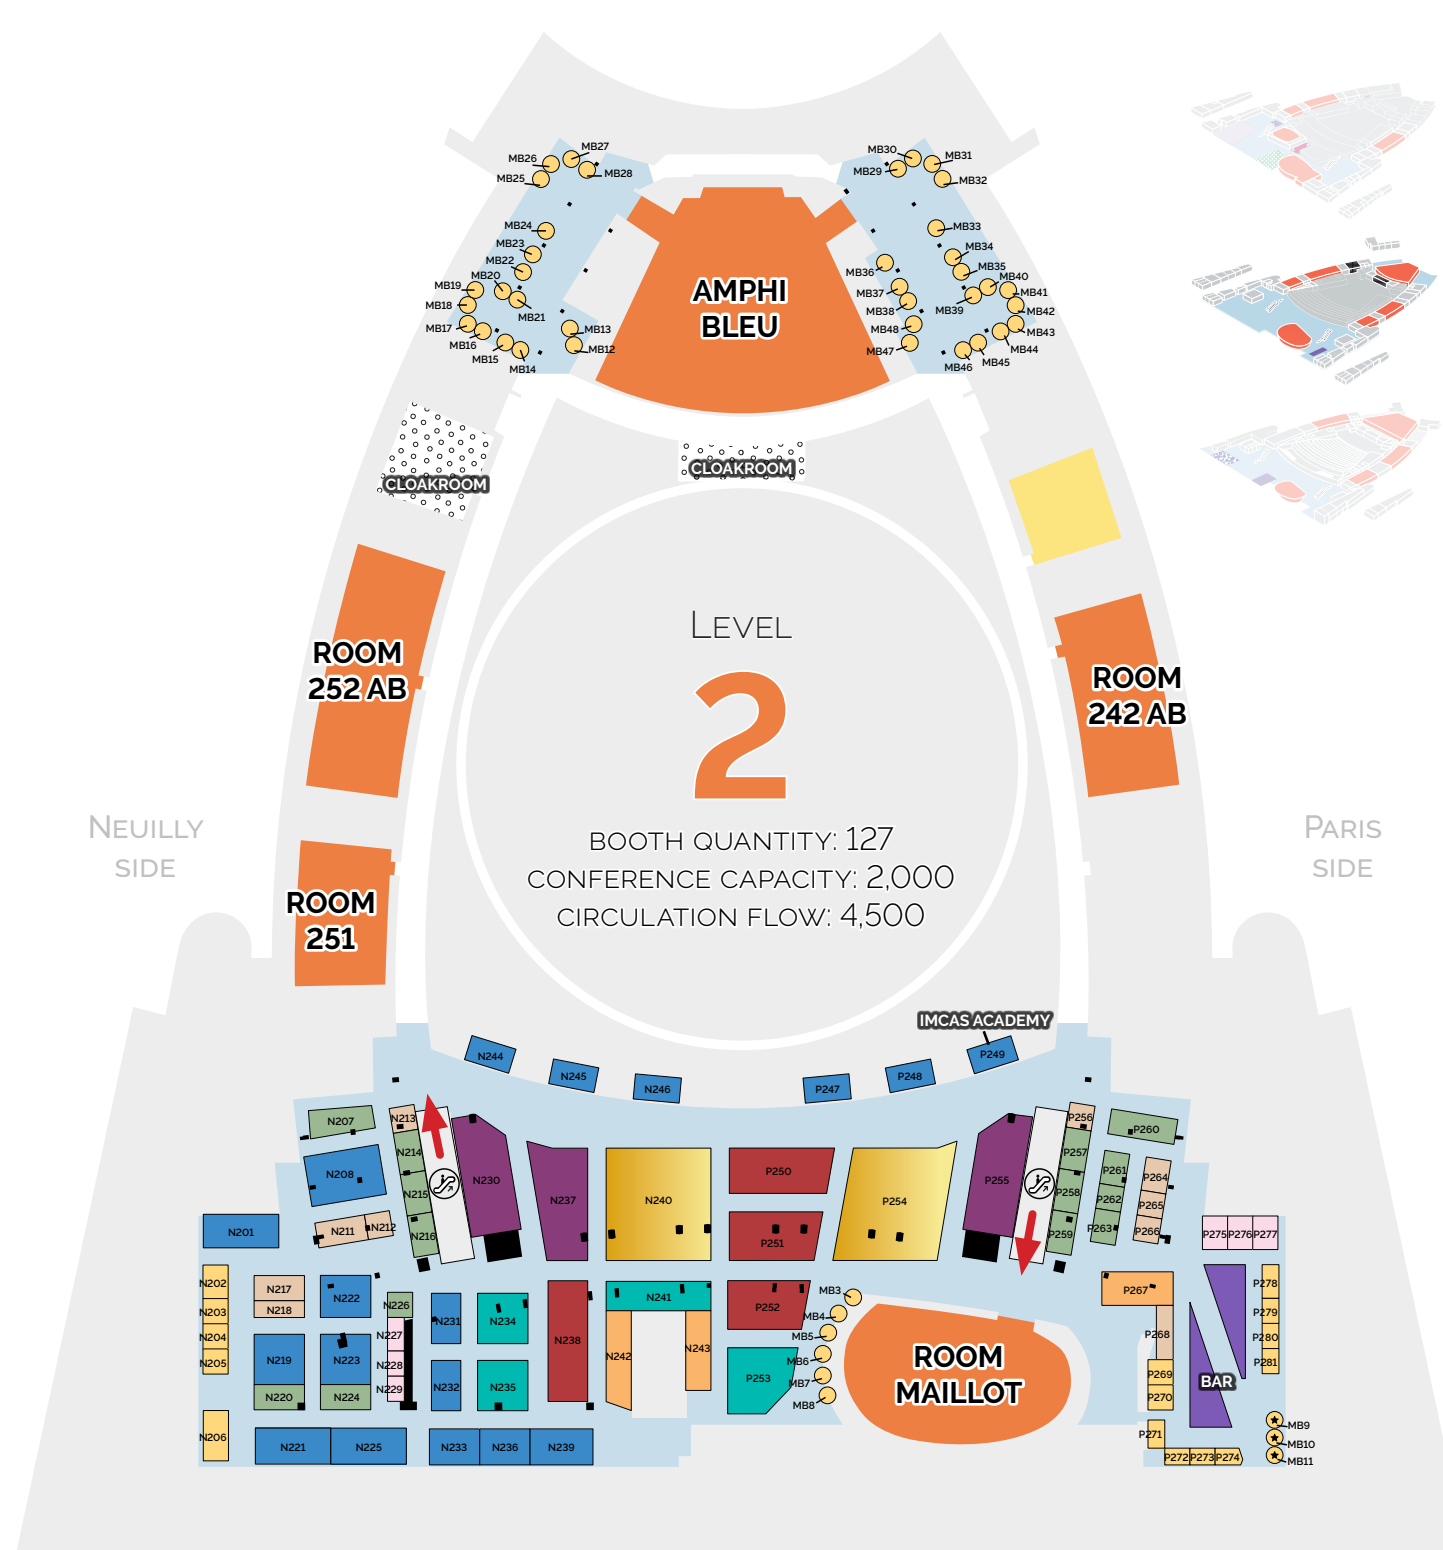 MB27
MB26
MB28
MB25
MB30
MB31
MB29
MB32
MB24
MB23
MB22
MB20
MB19
MB18
MB21
MB17
MB16
MB15
MB14
MB13
MB12
MB33
MB34
MB35
MB36
MB40
MB37
MB41
MB38
MB39
MB42
MB48
MB43
MB47
MB44
MB45
MB46
AMPHI
BLEU
CLOAKROOM
CLOAKROOM
ROOM
252 AB
ROOM
242 AB
LEVEL
2
BOOTH QUANTITY: 127
CONFERENCE CAPACITY: 2,000
CIRCULATION FLOW: 4,500
NEUILLY
SIDE
PARIS
SIDE
ROOM
251
IMCAS ACADEMY
N244
N245
N246
P247
P248
P249
N207
N213
N208
N214
N215
N216
N211
N212
N201
N230
N237
N240
P250
P251
P254
P255
P256
P257
P258
P259
P260
P261
P262
P263
P264
P265
P266
P275
P276
P277
N202
N203
N204
N205
N206
N217
N218
N219
N220
N222
N223
N224
N226
N227
N228
N229
N231
N232
N234
N235
N238
N241
N242
N243
P252
P253
MB3
MB4
MB5
MB6
MB7
MB8
ROOM
MAILLOT
P267
P268
P269
P270
P271
P272
P273
P274
BAR
P278
P279
P280
P281
MB9
MB10
MB11
N221
N225
N233
N236
N239